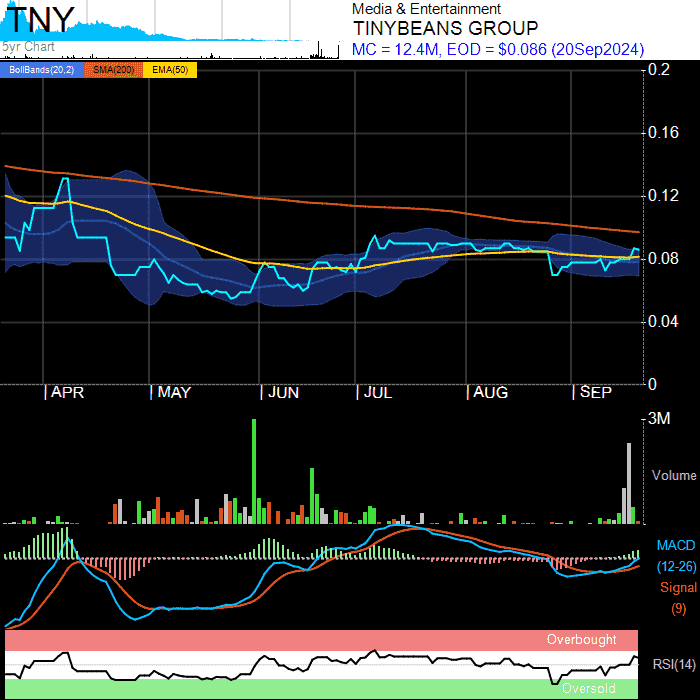 TNY
5yr Chart
Media & Entertainment
TINYBEANS GROUP
MC = 12.4M, EOD = $0.086 (20Sep2024)
BollBands(20,2) SMA(200) EMA(50)
0.2
0.16
0.12
0.08
0.04
0
APR MAY JUN JUL AUG SEP
3M
Volume
MACD
(12-26)
Signal
(9)
Overbought
RSI(14)
Oversold